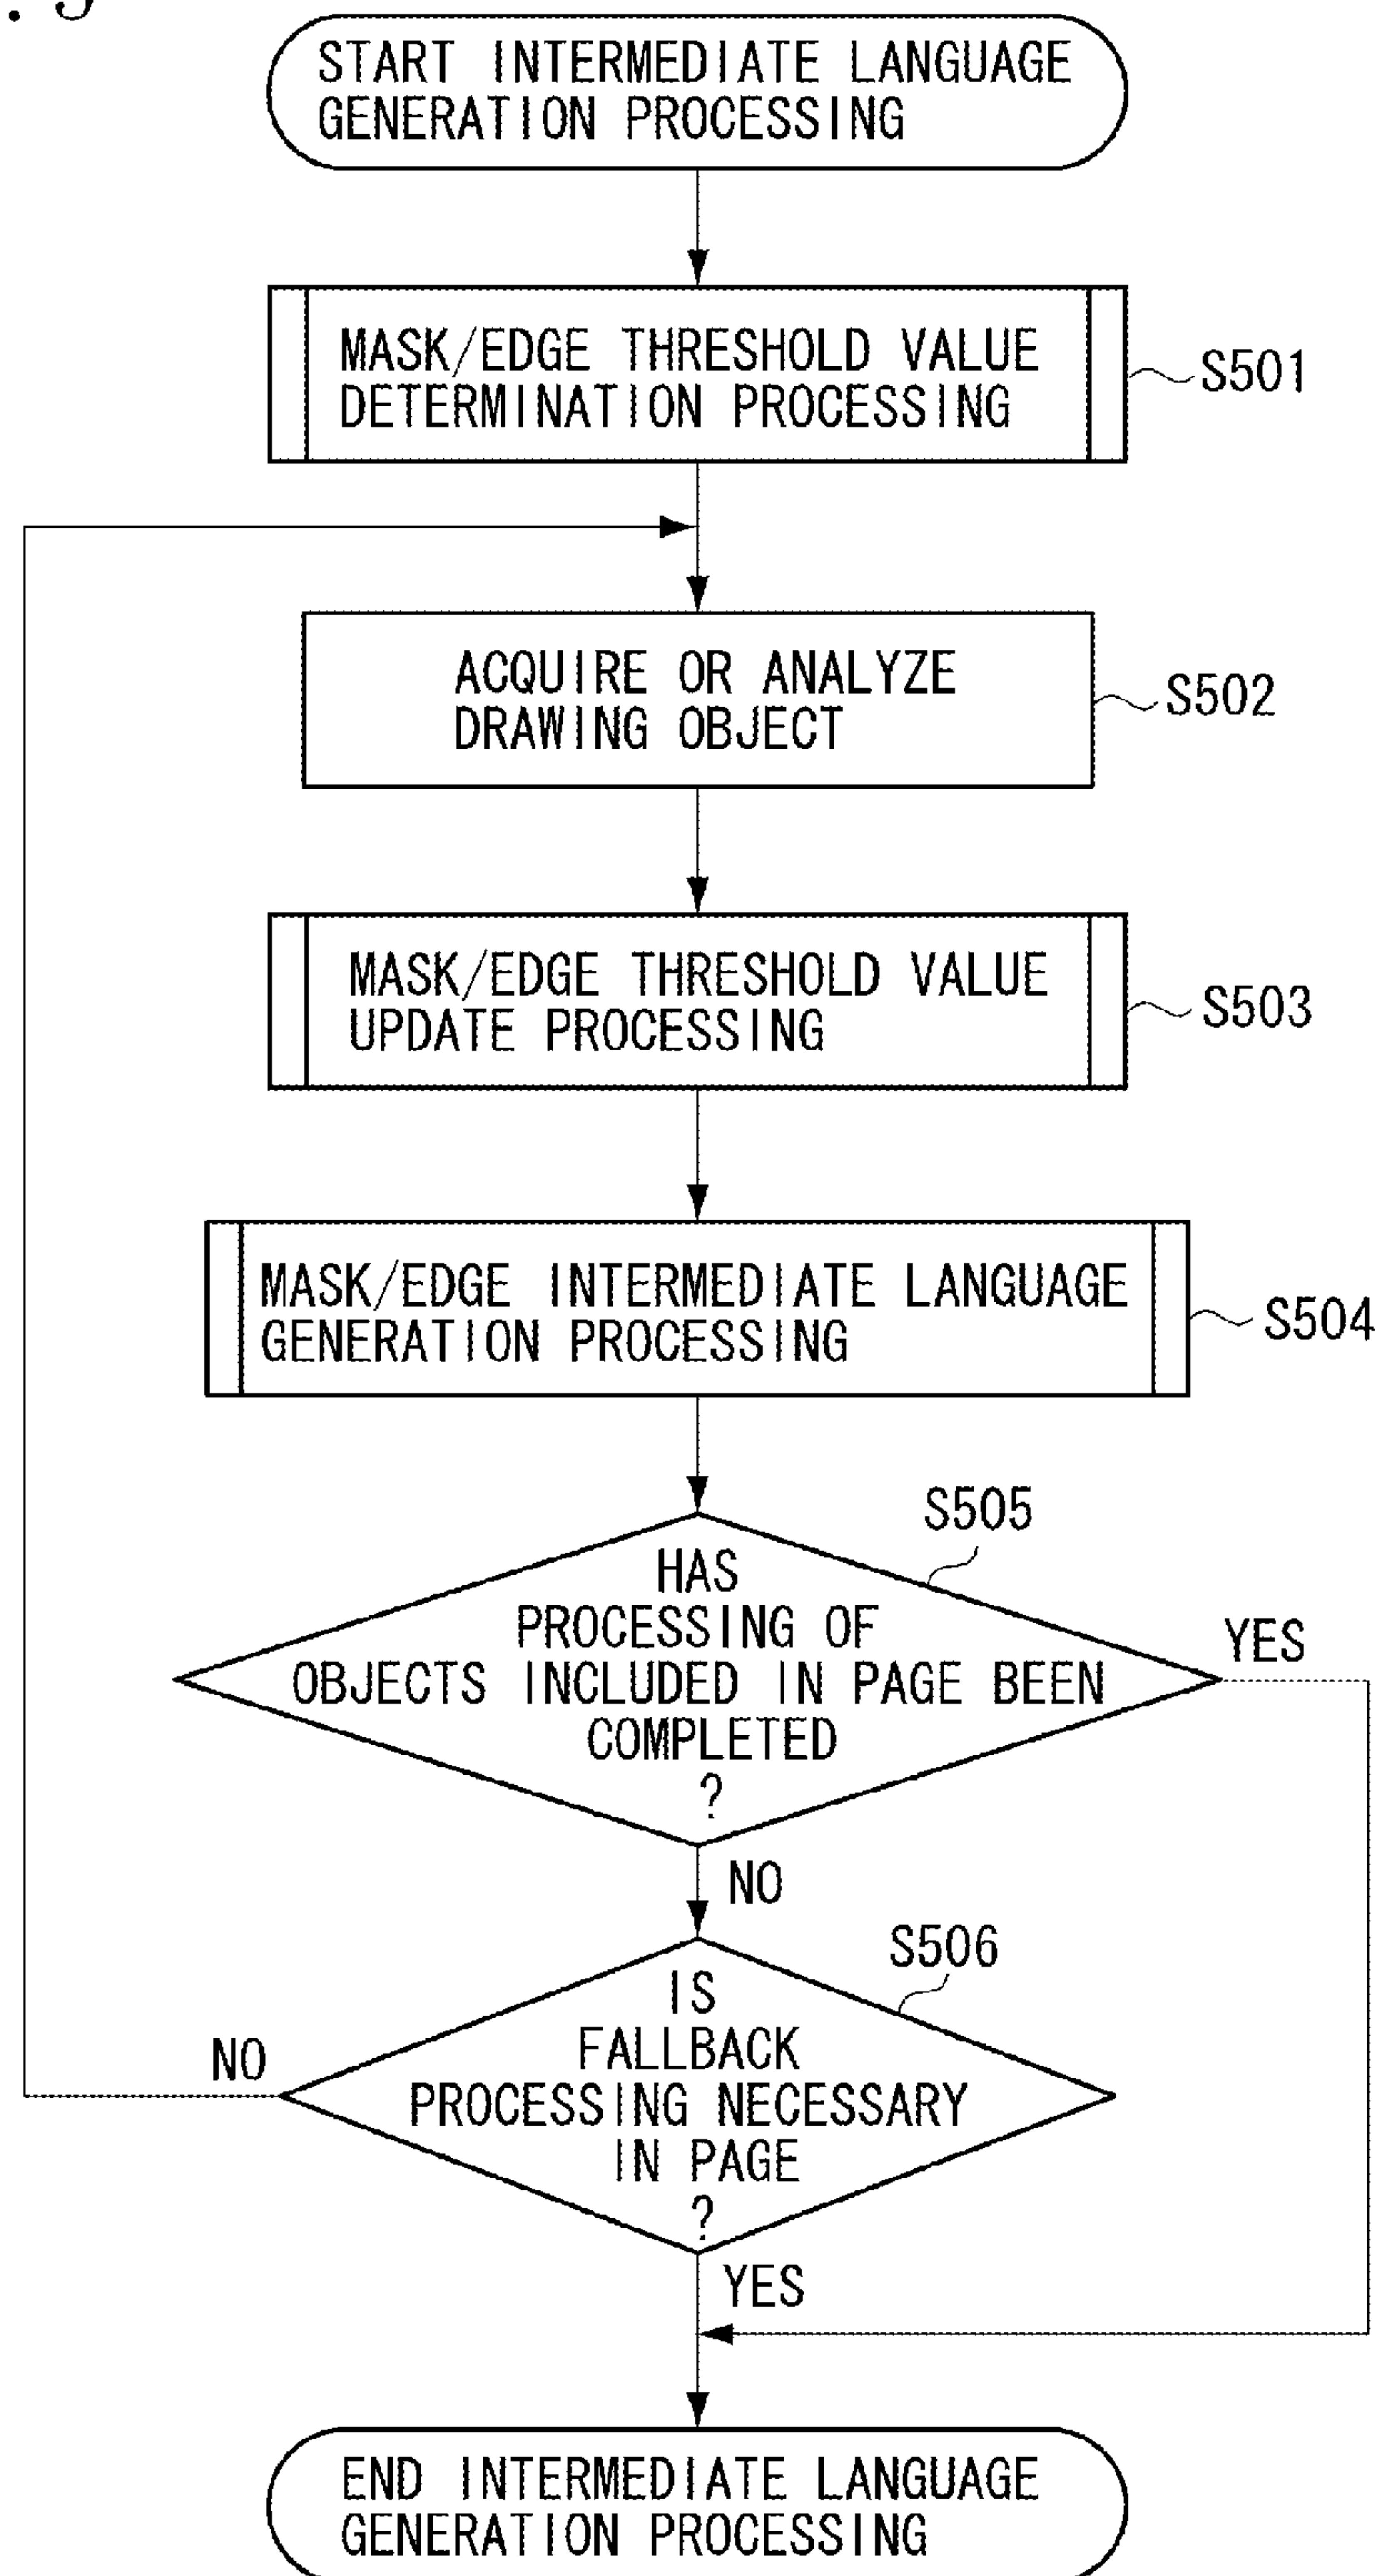 . 5
START INTERMEDIATE LANGUAGE
GENERATION PROCESSING
MASK/EDGE THRESHOLD VALUE
DETERMINATION PROCESSING
S501
ACQUIRE OR ANALYZE
DRAWING OBJECT
S502
MASK/EDGE THRESHOLD VALUE
UPDATE PROCESSING
S503
MASK/EDGE INTERMEDIATE LANGUAGE
GENERATION PROCESSING
S504
S505
HAS
PROCESSING OF
OBJECTS INCLUDED IN PAGE BEEN
COMPLETED
?
YES
NO
S506
IS
FALLBACK
PROCESSING NECESSARY
IN PAGE
?
NO
YES
END INTERMEDIATE LANGUAGE
GENERATION PROCESSING